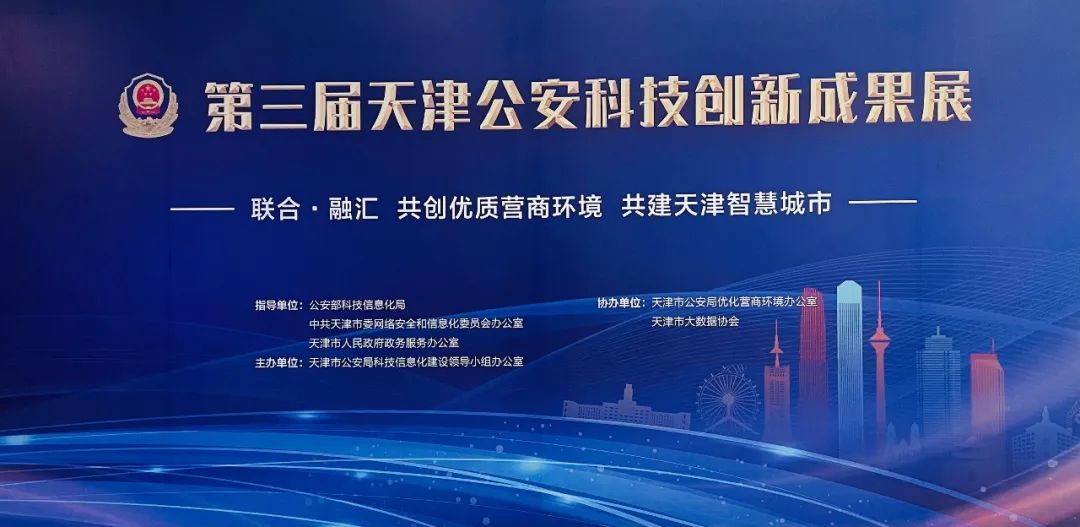 第三届天津公安科技创新成果展
联合·融汇 共创优质营商环境 共建天津智慧城市
指导单位：公安部科技信息化局
中共天津市委网络安全和信息化委员会办公室
天津市人民政府政务服务办公室
主办单位：天津市公安局科技信息化建设领导小组办公室
协办单位：天津市公安局优化营商环境办公室
天津市大数据协会